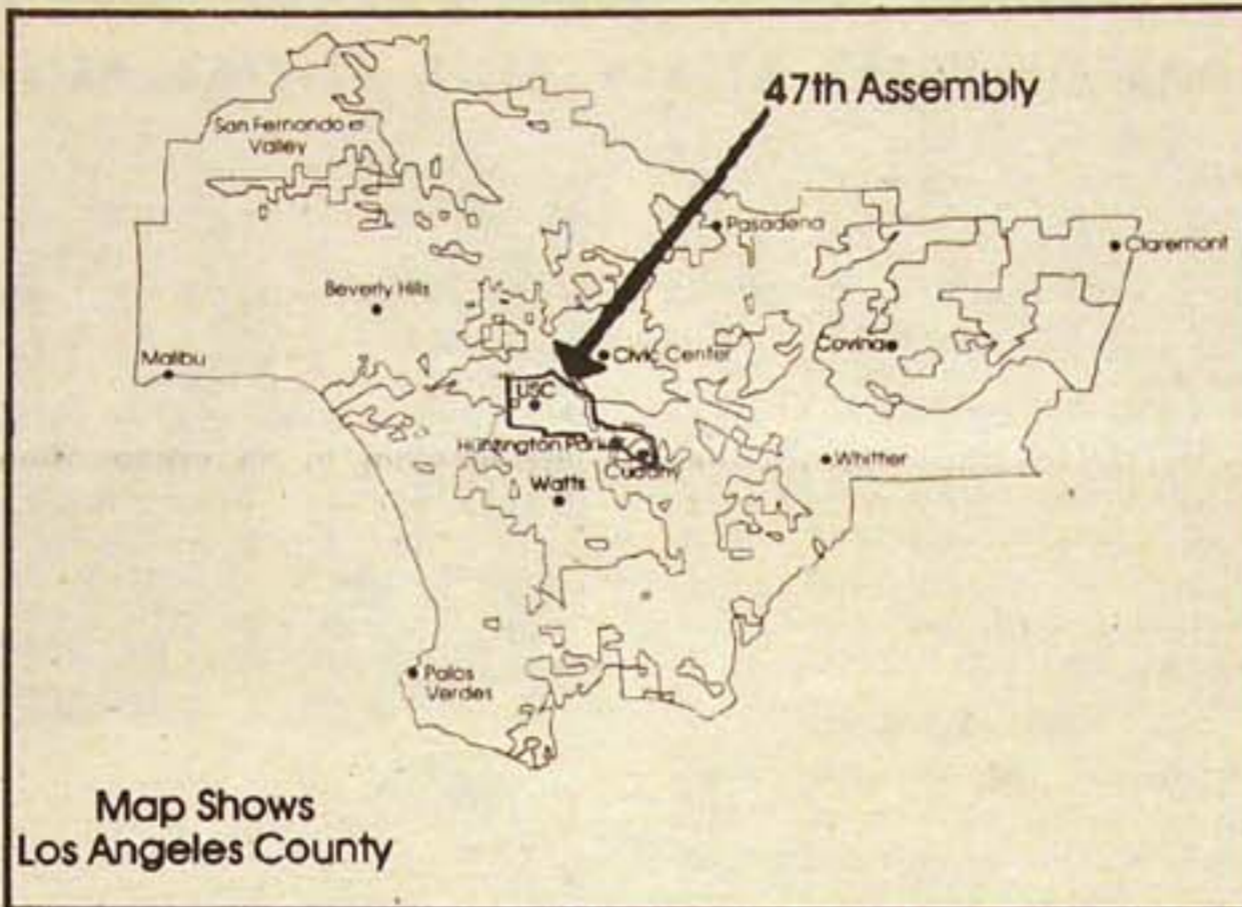 47th Assembly
San Fernando
Valley
Pasadena
Claremont
Beverly Hills
Malibu
Civic Center
Covina
USC
Huntington Park
Cudahy
Whittier
Watts
Palos
Verdes
Map Shows
Los Angeles County